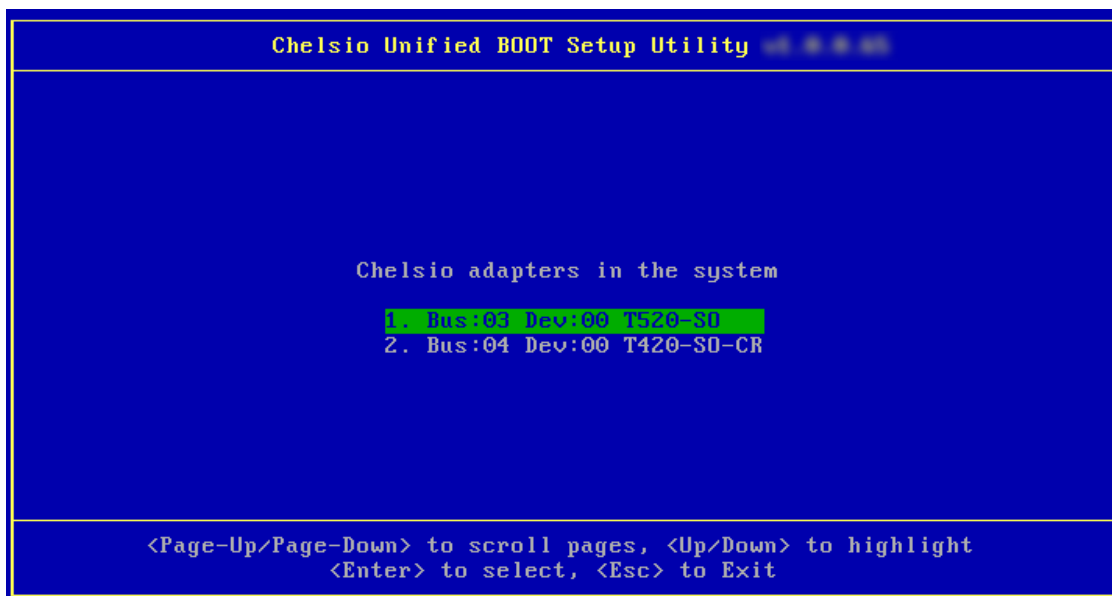 Chelsio Unified BOOT Setup Utility
Chelsio adapters in the system
1. Bus:03 Dev:00 T520-SO
2. Bus:04 Dev:00 T420-SO-CR
<Page-Up/Page-Down> to scroll pages, <Up/Down> to highlight
<Enter> to select, <Esc> to Exit